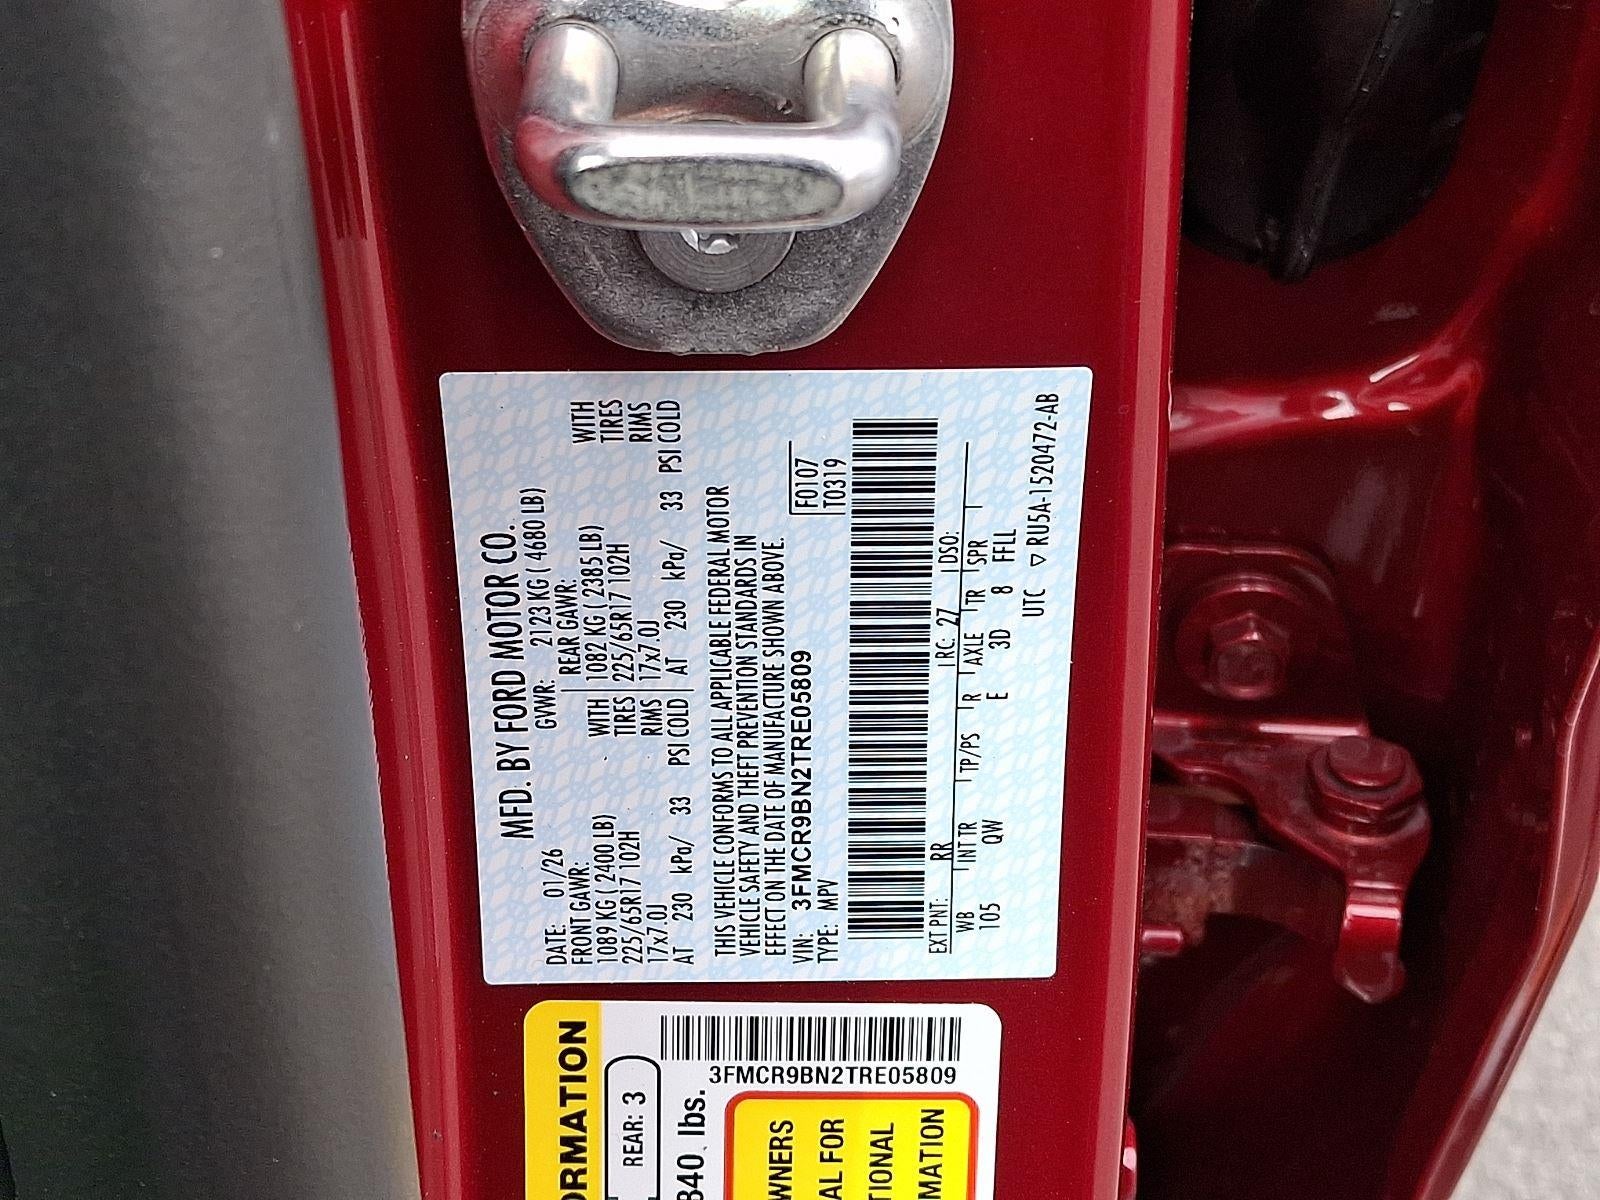 MFD. BY FORD MOTOR CO.
DATE: 01/26 GVWR: 2123 KG ( 4680 LB)
FRONT GAWR: REAR GAWR:
1089 KG ( 2400 LB) WITH 1082 KG ( 2385 LB) WITH
225/65R17 102H TIRES 225/65R17 102H TIRES
17x7.0J RIMS 17x7.0J RIMS
AT 230 kPa/ 33 PSI COLD AT 230 kPa/ 33 PSI COLD
THIS VEHICLE CONFORMS TO ALL APPLICABLE FEDERAL MOTOR
VEHICLE SAFETY AND THEFT PREVENTION STANDARDS IN
EFFECT ON THE DATE OF MANUFACTURE SHOWN ABOVE.
VIN: 3FMCR9BN2TRE05809 F0107
TYPE: MPV T0319
EXT PNT: RR RC: 27 DSO:
WB INT TR TP/PS R AXLE TR SPR
105 QW E 3D 8 FFLL
UTC ▽ RU5A-1520472-AB
ORMATION
REAR: 3
840 lbs.
3FMCR9BN2TRE05809
WNERS
AL FOR
TIONAL
MATION